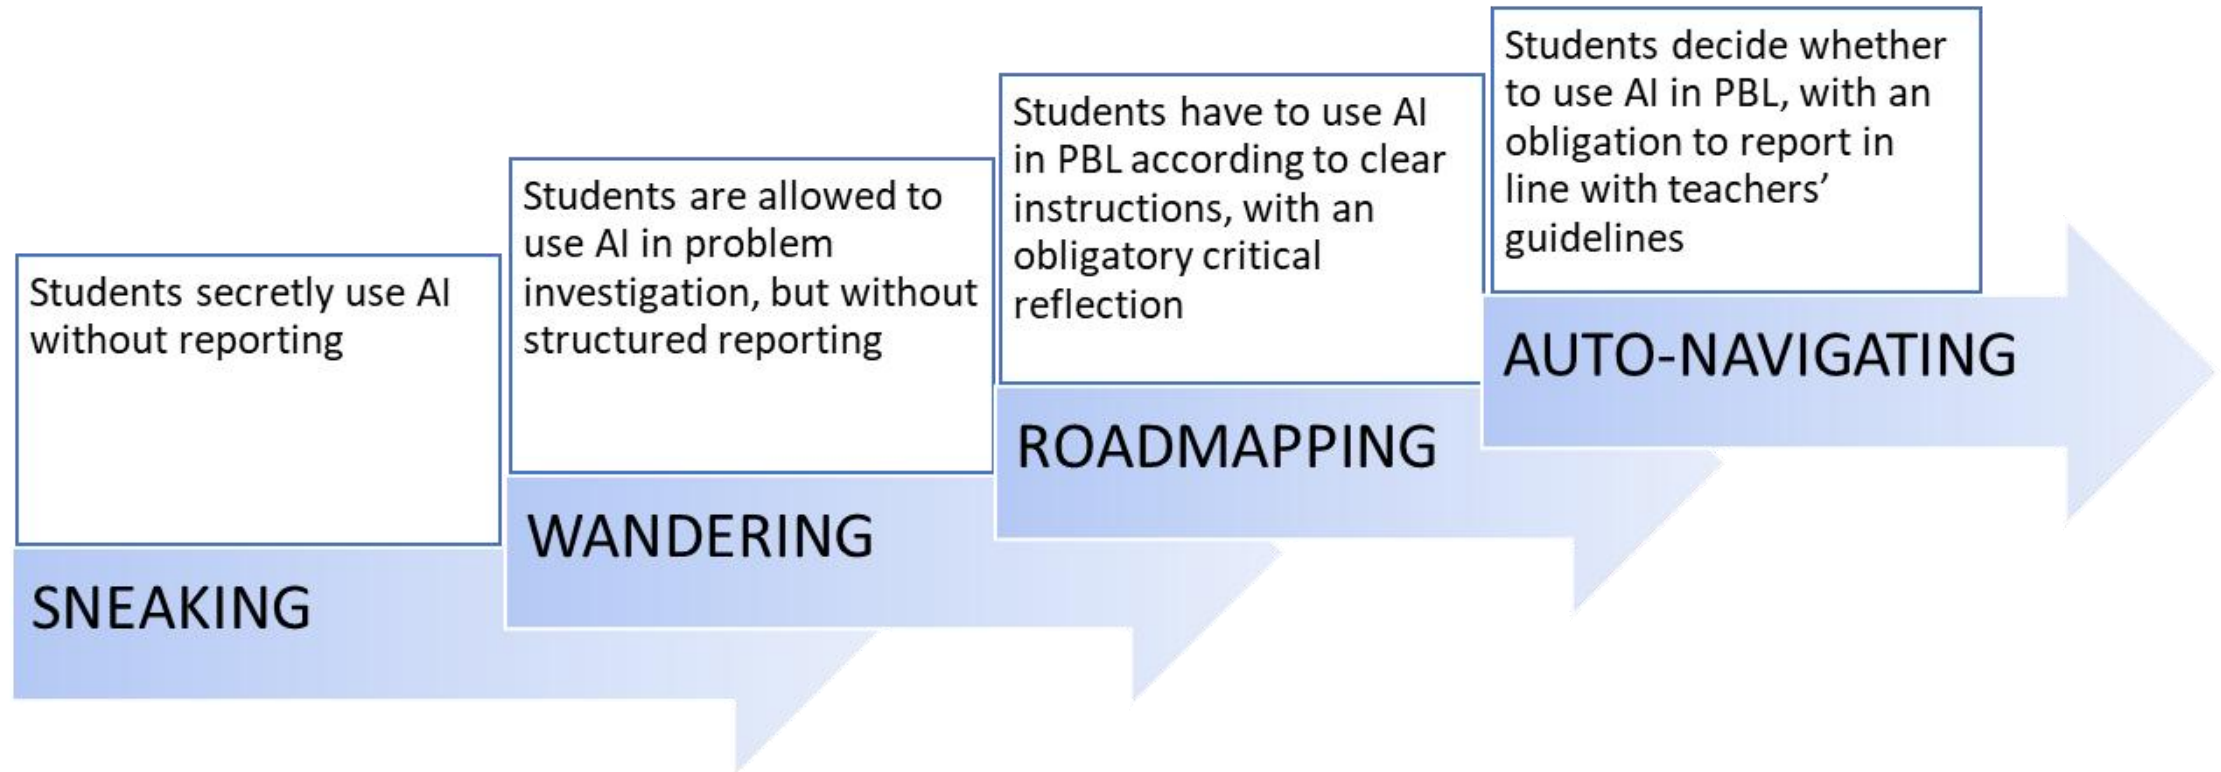 Students secretly use AI
without reporting
SNEAKING
Students are allowed to
use AI in problem
investigation, but without
structured reporting
WANDERING
Students have to use AI
in PBL according to clear
instructions, with an
obligatory critical
reflection
ROADMAPPING
Students decide whether
to use AI in PBL, with an
obligation to report in
line with teachers’
guidelines
AUTO-NAVIGATING